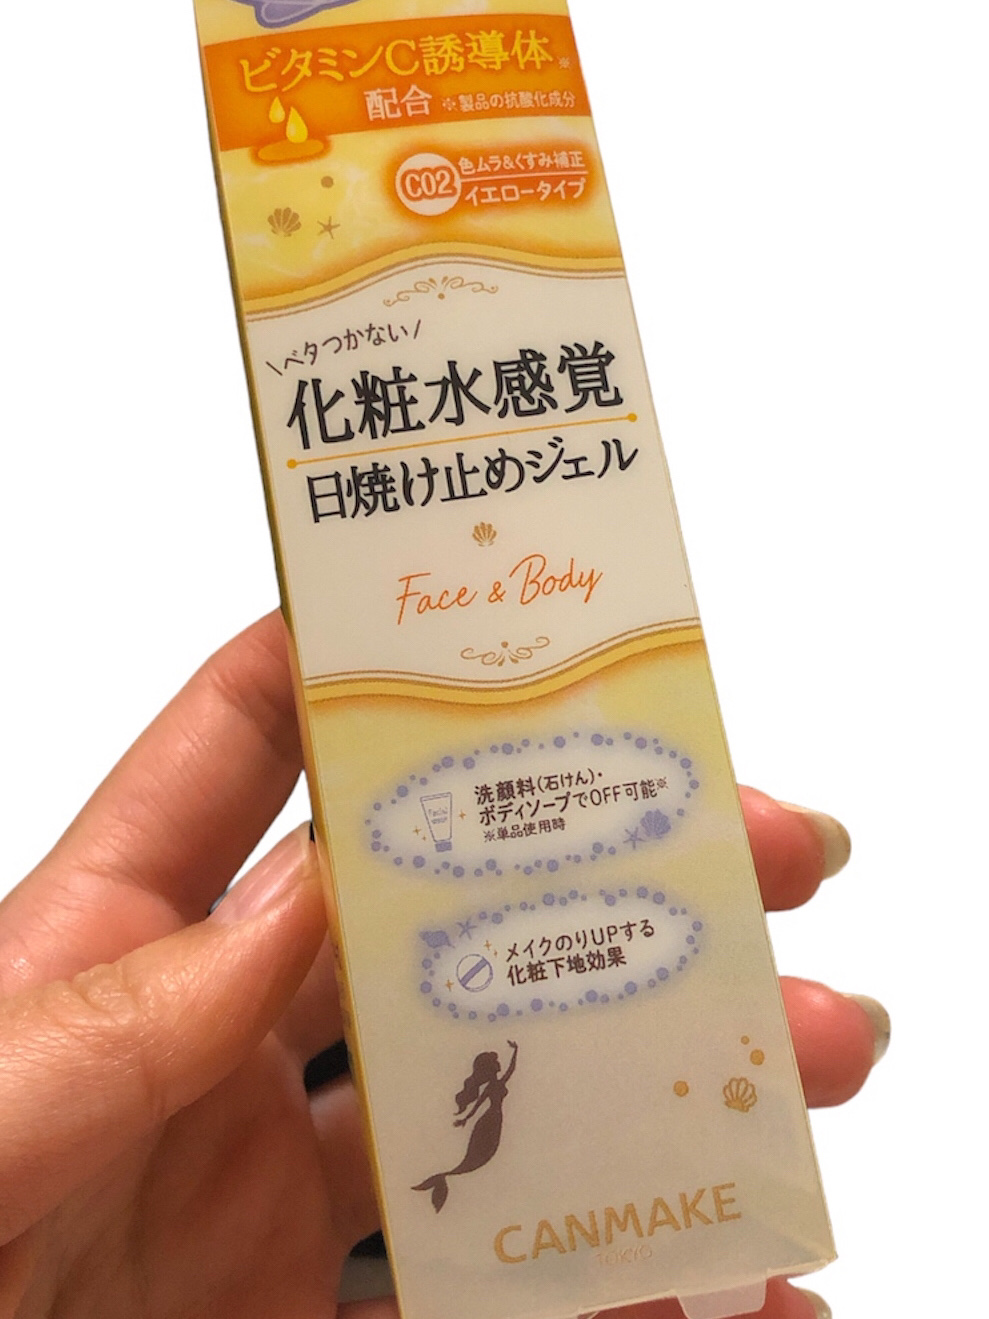 ビタミンC誘導体※
配合 ※製品の抗酸化成分
C02
色ムラ&くすみ補正
イエロータイプ
\ベタつかない/
化粧水感覚
日焼け止めジェル
Face & Body
洗顔料(石けん)・
ボディソープでOFF可能※
※単品使用時
メイクのりUPする
化粧下地効果
CANMAKE
TOKYO